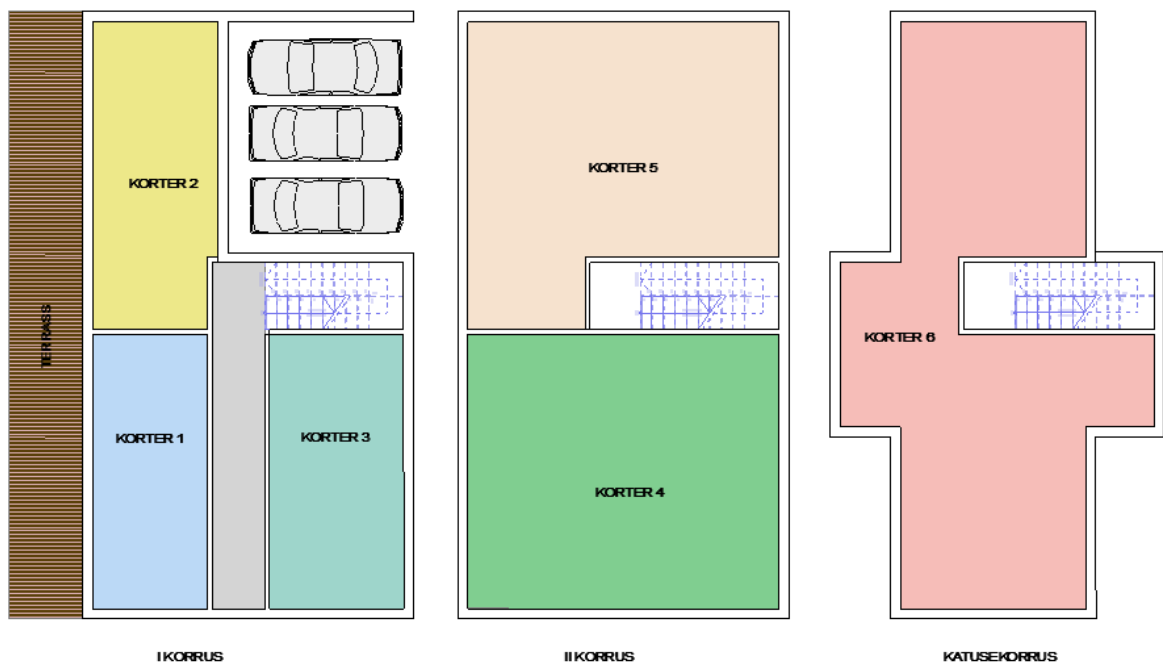 TERRASS
KORTER 2
KORTER 1
KORTER 3
I KORRUS
KORTER 5
KORTER 4
II KORRUS
KORTER 6
KATUSEKORRUS